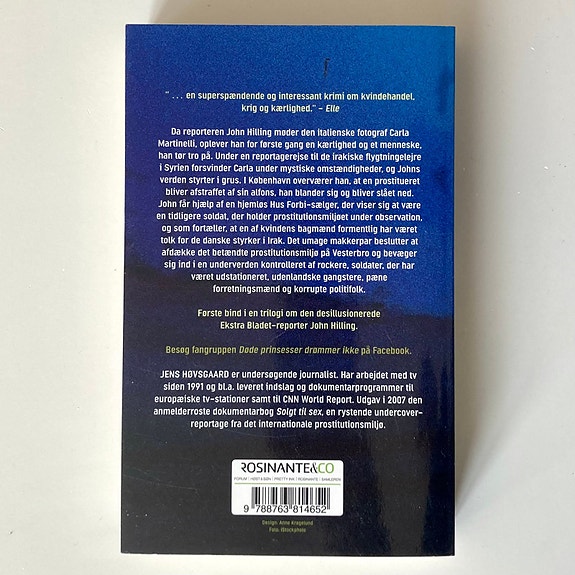 “ ... en superspændende og interessant krimi om kvindehandel,
krig og kærlighed.” – Elle
Da reporteren John Hilling møder den italienske fotograf Carla
Martinelli, oplever han for første gang en kærlighed og et menneske,
han tør tro på. Under en reportagerejse til de irakiske flygtningelejre
i Syrien forsvinder Carla under mystiske omstændigheder, og Johns
verden styrter i grus. I København overværer han, at en prostitueret
bliver afstraffet af sin alfons, han blander sig og bliver slået ned.
John får hjælp af en hjemløs Hus Forbi-sælger, der viser sig at være
en tidligere soldat, der holder prostitutionsmiljøet under observation,
og som fortæller, at en af kvindens bagmænd formentlig har været
tolk for de danske styrker i Irak. Det umage makkerpar beslutter at
afdække det betændte prostitutionsmiljø på Vesterbro og bevæger
sig ind i en underverden kontrolleret af rockere, soldater, der har
været udstationeret, udenlandske gangstere, pæne
forretningsmænd og korrupte politifolk.
Første bind i en trilogi om den desillusionerede
Ekstra Bladet-reporter John Hilling.
Besøg fangruppen Døde prinsesser drømmer ikke på Facebook.
JENS HØVSGAARD er undersøgende journalist. Har arbejdet med tv
siden 1991 og bl.a. leveret indslag og dokumentarprogrammer til
europæiske tv-stationer samt til CNN World Report. Udgav i 2007 den
anmelderroste dokumentarbog Solgt til sex, en rystende undercover-
reportage fra det internationale prostitutionsmiljø.
ROSINANTE&CO
FORUM | HØST & SØN | PRETTY INK | ROSINANTE | SAMLEREN
9 788763 814652
Design: Anne Kragelund
Foto: iStockphoto